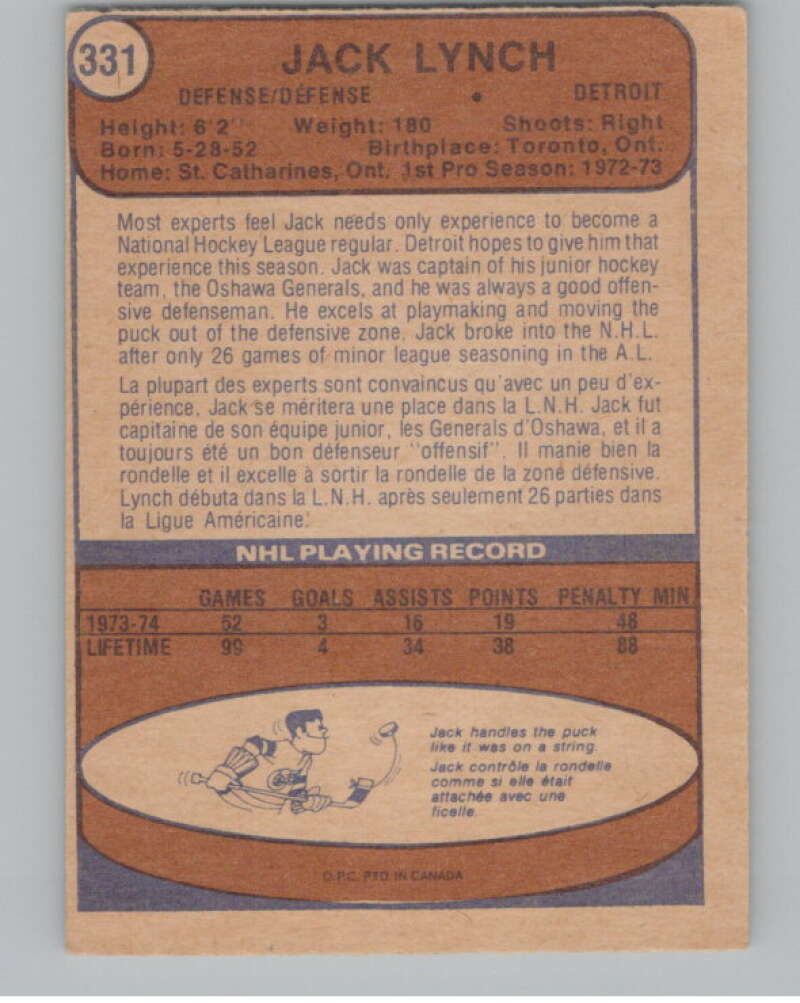 331
JACK LYNCH
DEFENSE/DÉFENSE • DETROIT
Height: 6'2" Weight: 180 Shoots: Right
Born: 5-28-52 Birthplace: Toronto, Ont.
Home: St. Catharines, Ont. 1st Pro Season: 1972-73
Most experts feel Jack needs only experience to become a
National Hockey League regular. Detroit hopes to give him that
experience this season. Jack was captain of his junior hockey
team, the Oshawa Generals, and he was always a good offen-
sive defenseman. He excels at playmaking and moving the
puck out of the defensive zone. Jack broke into the N.H.L.
after only 26 games of minor league seasoning in the A.L.
La plupart des experts sont convaincus qu'avec un peu d'ex-
périence, Jack se méritera une place dans la L.N.H. Jack fut
capitaine de son équipe junior, les Generals d'Oshawa, et il a
toujours été un bon défenseur "offensif". Il manie bien la
rondelle et il excelle à sortir la rondelle de la zone défensive.
Lynch débuta dans la L.N.H. après seulement 26 parties dans
la Ligue Américaine.
NHL PLAYING RECORD
GAMES GOALS ASSISTS POINTS PENALTY MIN.
1973-74 52 3 16 19 48
LIFETIME 99 4 34 38 88
Jack handles the puck
like it was on a string.
Jack contrôle la rondelle
comme si elle était
attachée avec une
ficelle.
O.P.C. PTD IN CANADA